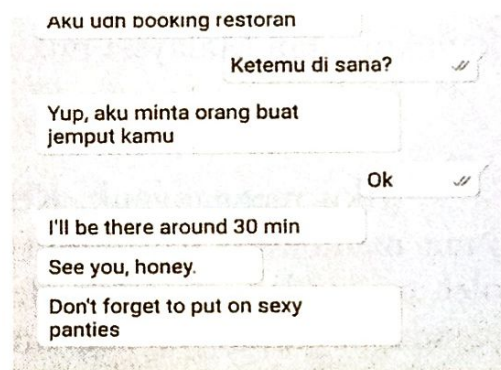 Aku udh booking restoran
Ketemu di sana?
Yup, aku minta orang buat
jemput kamu
Ok
I'll be there around 30 min
See you, honey.
Don't forget to put on sexy
panties